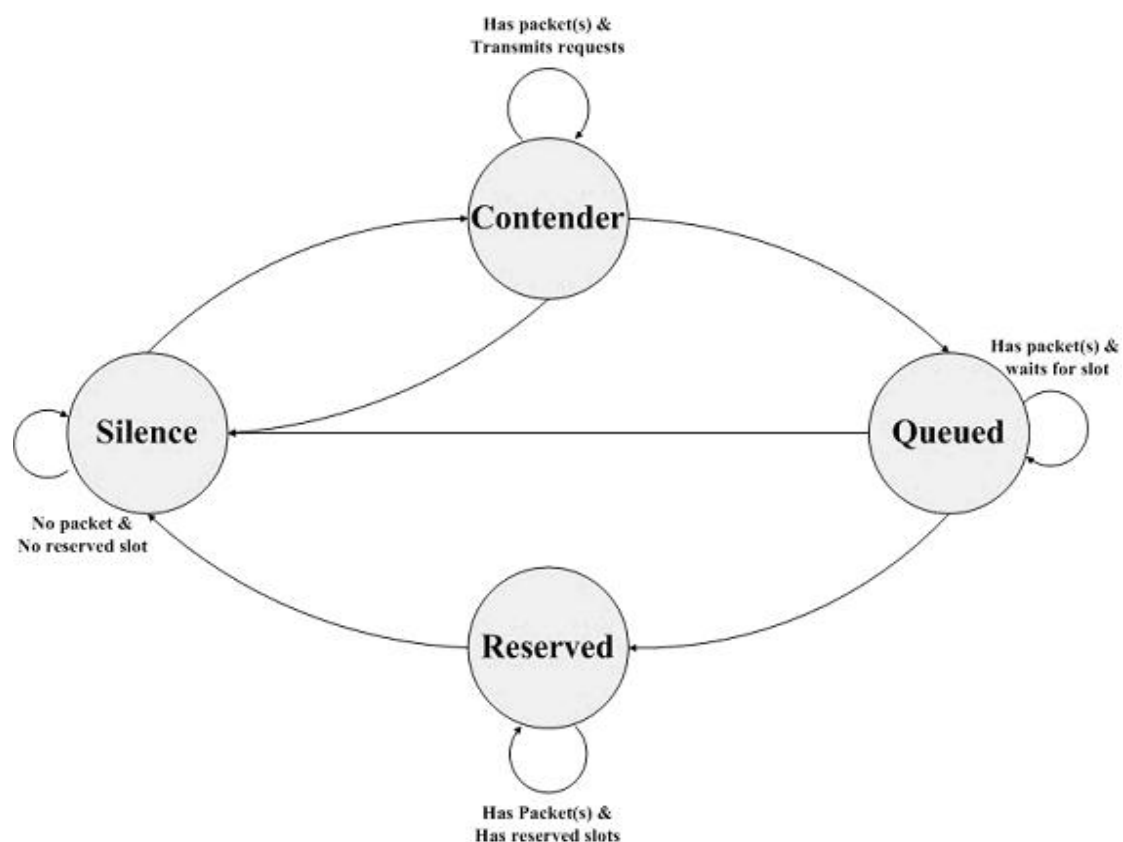 Has packet(s) &
Transmits requests
Contender
Has packet(s) &
waits for slot
Silence
Queued
No packet &
No reserved slot
Reserved
Has Packet(s) &
Has reserved slots